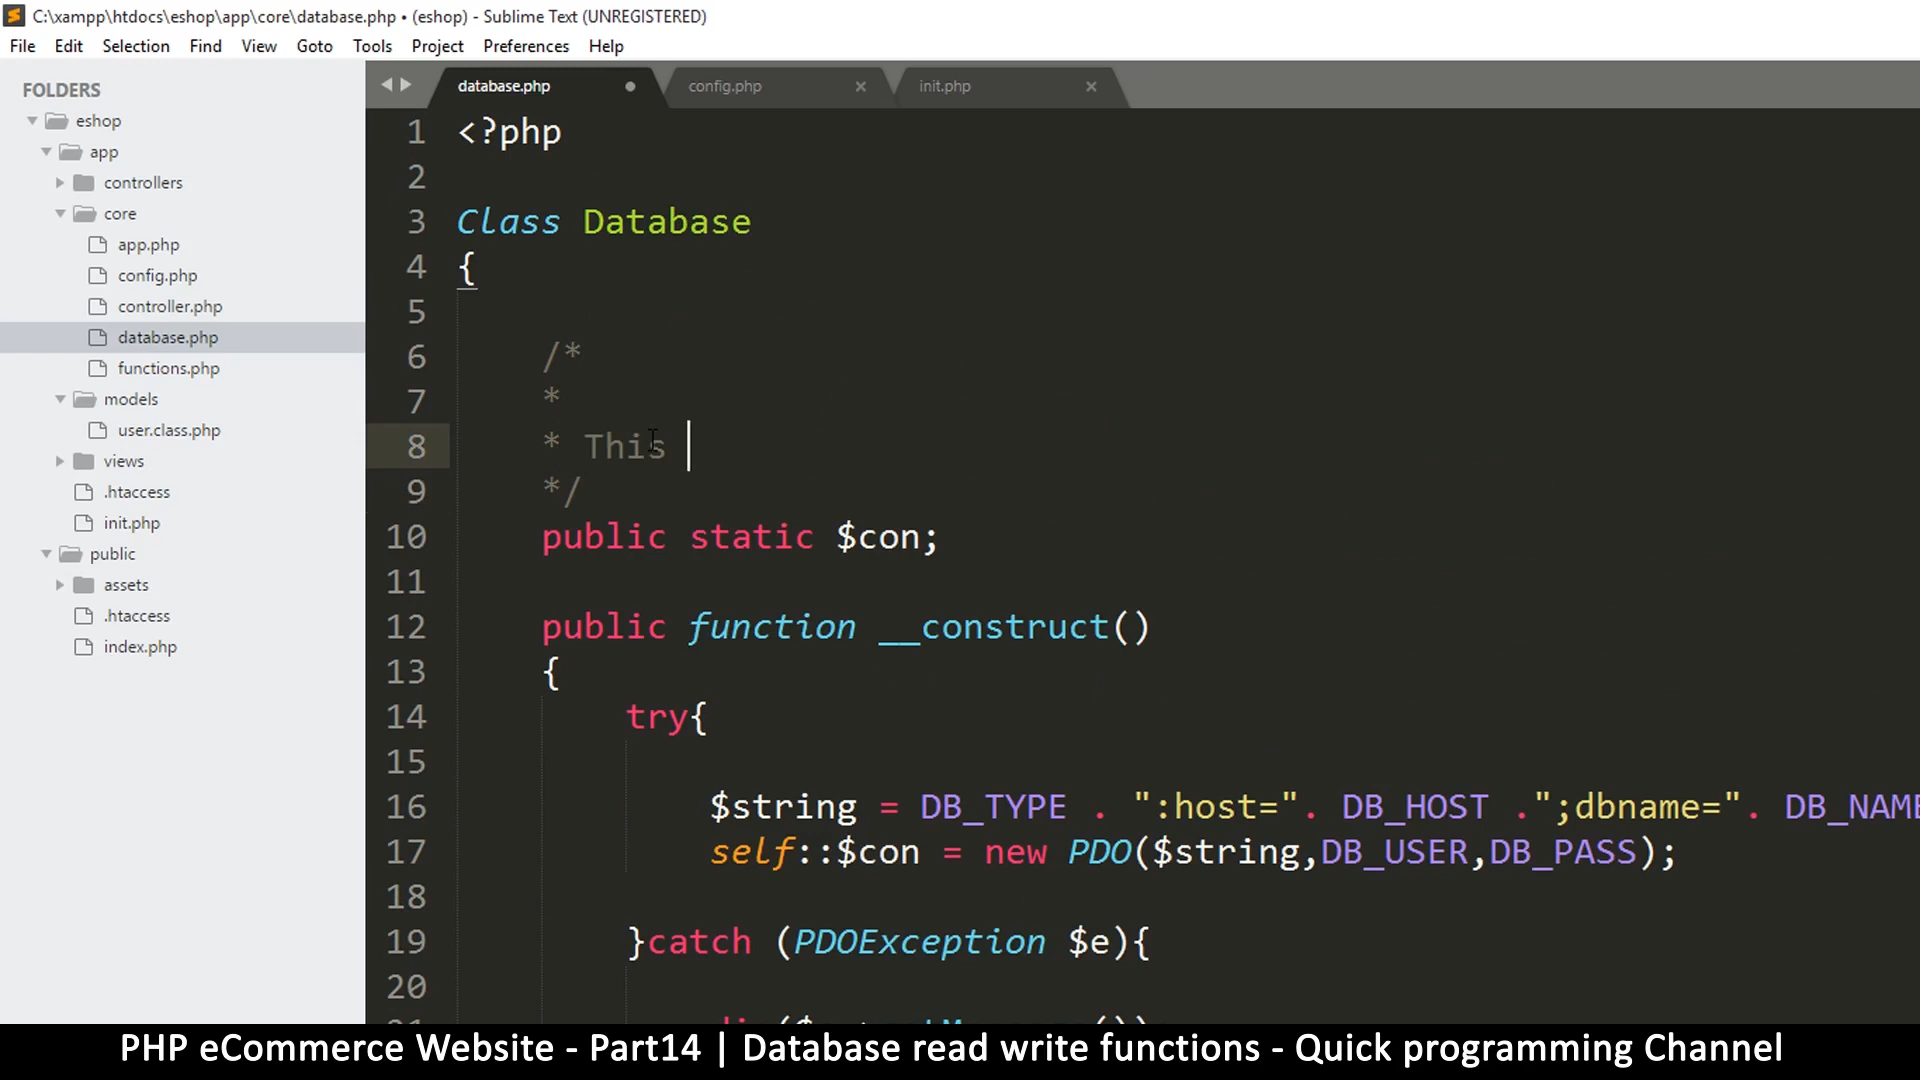 C:\xampp\htdocs\eshop\app\core\database.php • (eshop) - Sublime Text (UNREGISTERED)
File Edit Selection Find View Goto Tools Project Preferences Help
FOLDERS
eshop
app
controllers
core
app.php
config.php
controller.php
database.php
functions.php
models
user.class.php
views
.htaccess
init.php
public
assets
.htaccess
index.php
database.php config.php init.php
1 <?php
2
3 Class Database
4 {
5
6 /*
7 *
8 * This
9 */
10 public static $con;
11
12 public function __construct()
13 {
14 try{
15
16 $string = DB_TYPE . ":host=". DB_HOST .";dbname=". DB_NAME
17 self::$con = new PDO($string,DB_USER,DB_PASS);
18
19 }catch (PDOException $e){
20
PHP eCommerce Website - Part14 | Database read write functions - Quick programming Channel